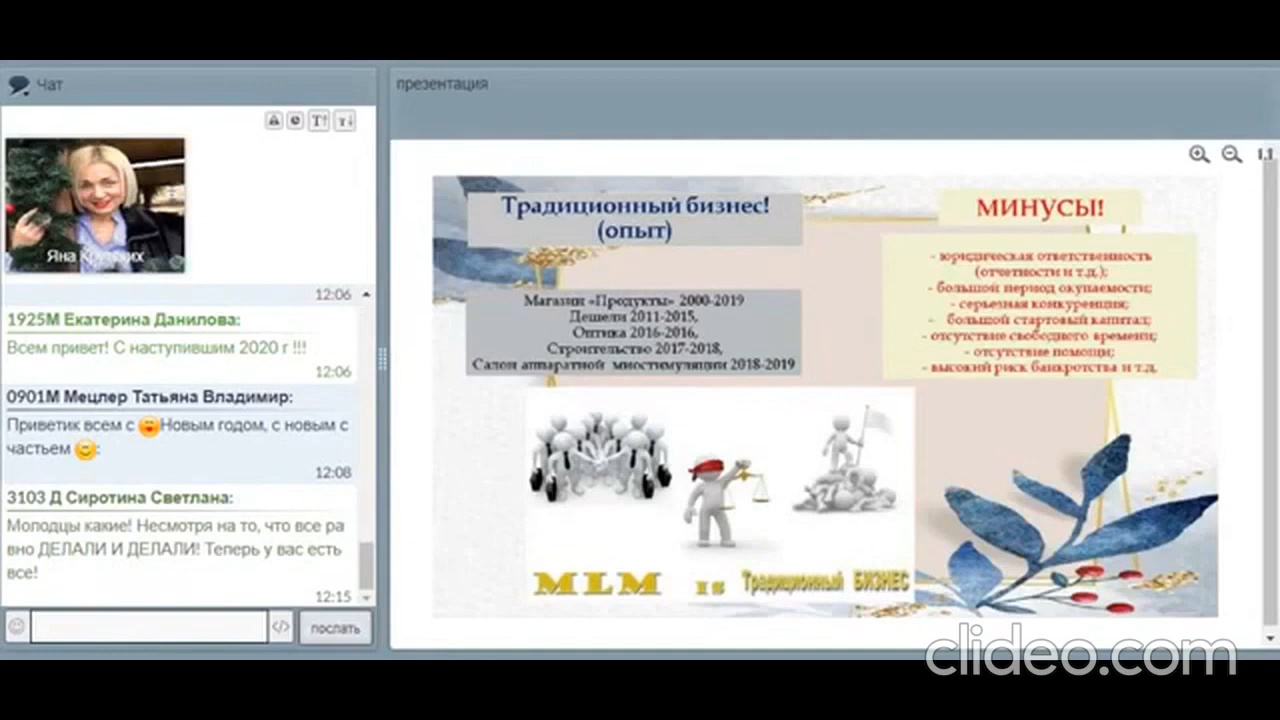 Чат
Яна Крутских
12:06
1925М Екатерина Данилова:
Всем привет! С наступившим 2020 г !!!
12:06
0901М Мецлер Татьяна Владимир:
Приветик всем с Новым годом, с новым с
частьем :
12:08
3103 Д Сиротина Светлана:
Молодцы какие! Несмотря на то, что все ра
вно ДЕЛАЛИ И ДЕЛАЛИ! Теперь у вас есть
все!
12:15
послать
презентация
1:1
Традиционный бизнес!
(опыт)
Магазин «Продукты» 2000-2019
Дешели 2011-2015,
Оптика 2016-2016,
Строительство 2017-2018,
Салон аппаратной миостимуляции 2018-2019
МИНУСЫ!
- юридическая ответственность
(отчетности и т.д.);
- большой период окупаемости;
- серьезная конкуренция;
- большой стартовый капитал;
- отсутствие свободного времени;
- отсутствие помощи;
- высокий риск банкротства и т.д.
MLM is Традиционный БИЗНЕС
clideo.com